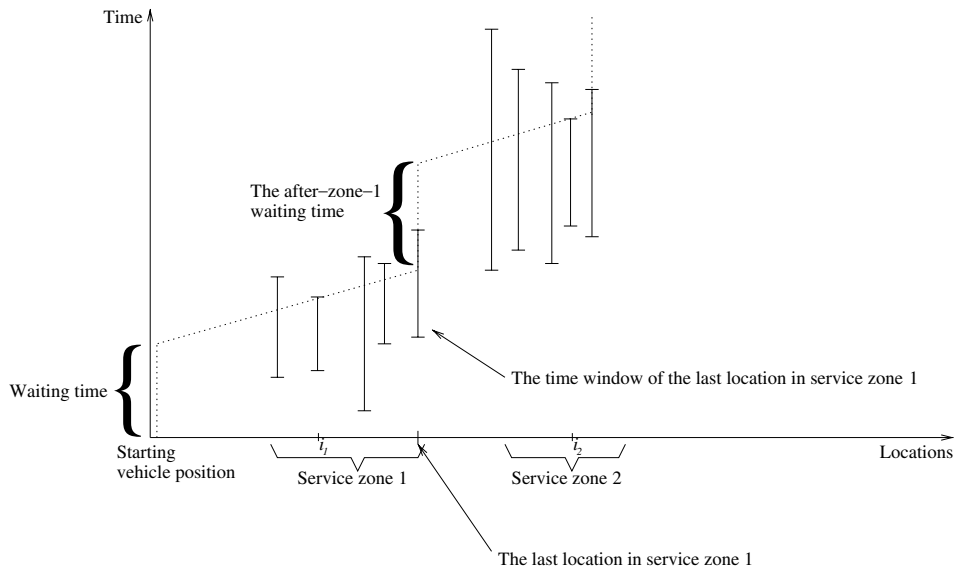 Time
The after–zone–1
waiting time
Waiting time
The time window of the last location in service zone 1
Starting
vehicle position
i1
i2
Locations
Service zone 1
Service zone 2
The last location in service zone 1